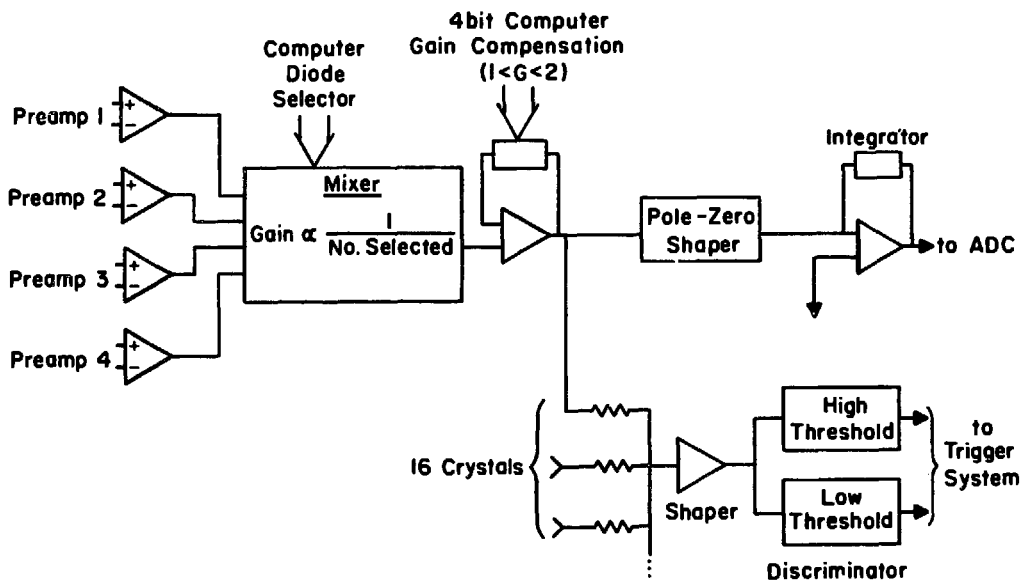 4bit Computer
Gain Compensation
(1<G<2)
Computer
Diode
Selector
Preamp 1
+
−
Preamp 2
+
−
Preamp 3
+
−
Preamp 4
+
−
Mixer
Gain ∝ 1
No. Selected
Pole-Zero
Shaper
Integrator
to ADC
16 Crystals
Shaper
High
Threshold
Low
Threshold
Discriminator
to
Trigger
System